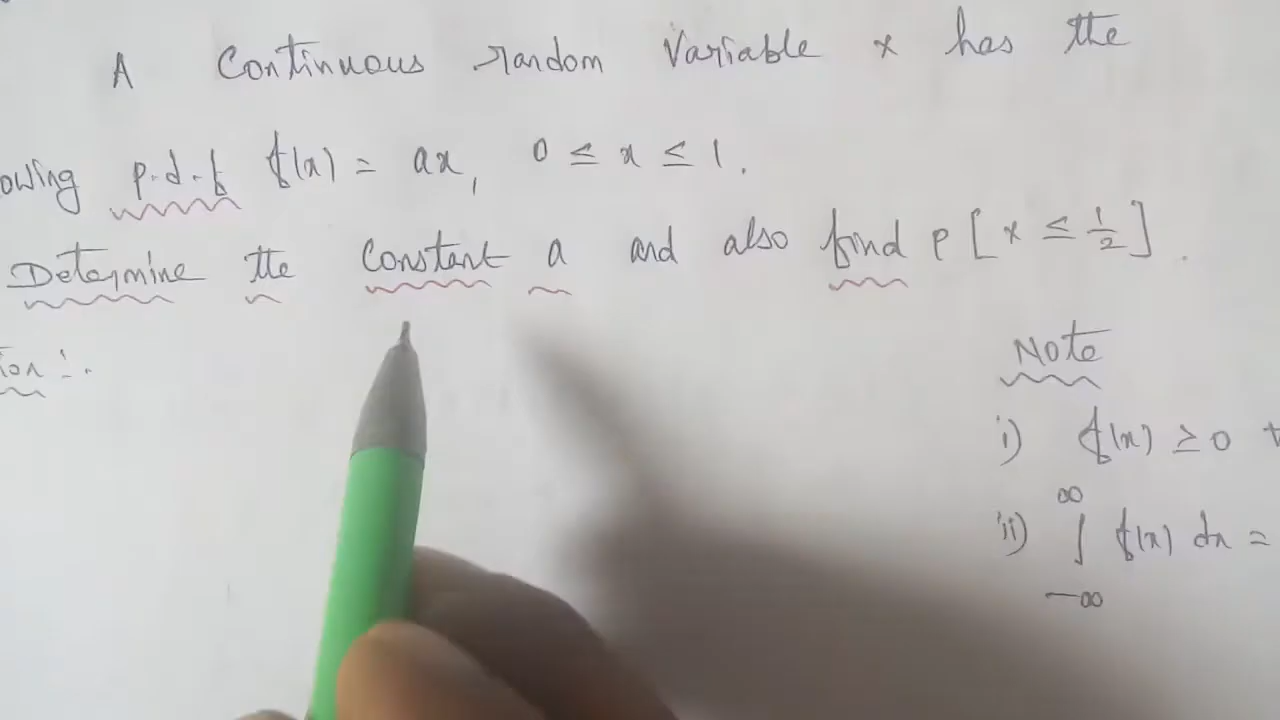 A Continuous random Variable x has the
owing p.d.f f(x) = ax, 0 ≤ x ≤ 1.
Determine the Constant a and also find P[x ≤ 1/2].
ion :.
Note
i) f(x) ≥ 0
ii) ∫_{-∞}^{∞} f(x) dx =